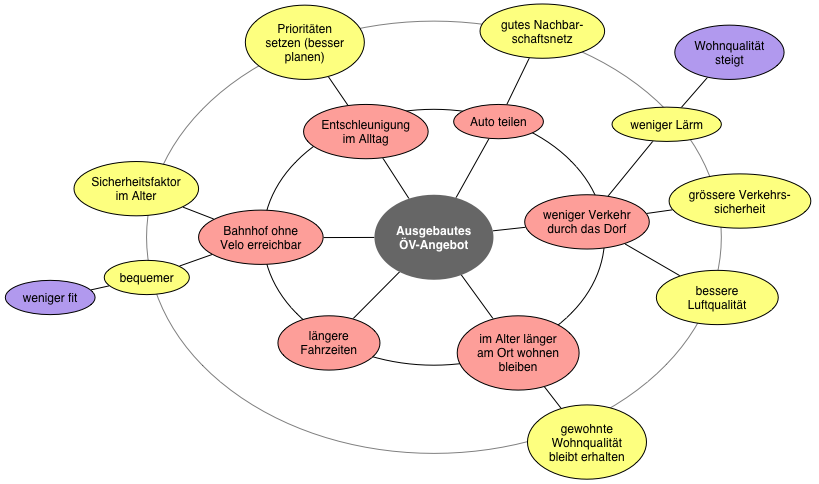 Prioritäten
setzen (besser
planen)
gutes Nachbar-
schaftsnetz
Wohnqualität
steigt
Entschleunigung
im Alltag
Auto teilen
weniger Lärm
Sicherheitsfaktor
im Alter
grössere Verkehrs-
sicherheit
Bahnhof ohne
Velo erreichbar
Ausgebautes
ÖV-Angebot
weniger Verkehr
durch das Dorf
bequemer
weniger fit
bessere
Luftqualität
längere
Fahrzeiten
im Alter länger
am Ort wohnen
bleiben
gewohnte
Wohnqualität
bleibt erhalten